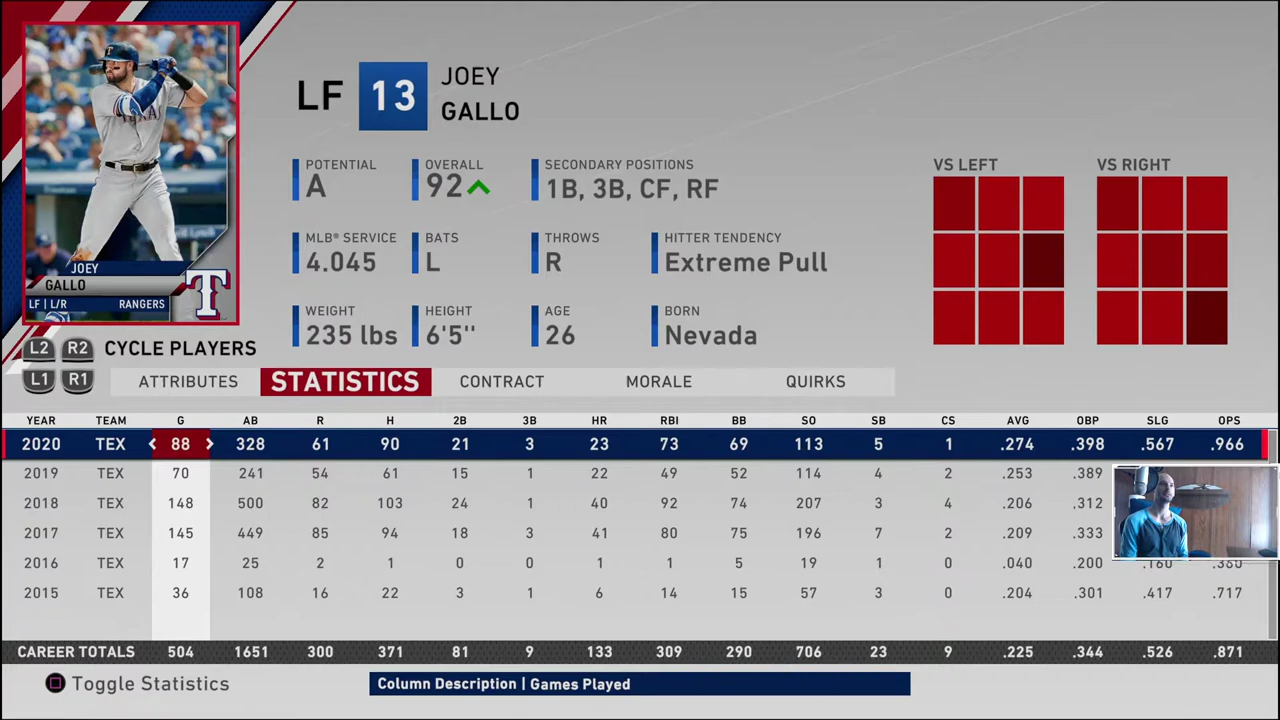 LF 13 JOEY
GALLO
POTENTIAL OVERALL SECONDARY POSITIONS VS LEFT VS RIGHT
A 92 1B, 3B, CF, RF
MLB® SERVICE BATS THROWS HITTER TENDENCY
4.045 L R Extreme Pull
WEIGHT HEIGHT AGE BORN
235 lbs 6'5'' 26 Nevada
TEXA
JOEY
GALLO
LF | L/R RANGERS
T
L2 R2 CYCLE PLAYERS
L1 R1 ATTRIBUTES STATISTICS CONTRACT MORALE QUIRKS
YEAR TEAM G AB R H 2B 3B HR RBI BB SO SB CS AVG OBP SLG OPS
2020 TEX 88 328 61 90 21 3 23 73 69 113 5 1 .274 .398 .567 .966
2019 TEX 70 241 54 61 15 1 22 49 52 114 4 2 .253 .389
2018 TEX 148 500 82 103 24 1 40 92 74 207 3 4 .206 .312
2017 TEX 145 449 85 94 18 3 41 80 75 196 7 2 .209 .333
2016 TEX 17 25 2 1 0 0 1 1 5 19 1 0 .040 .200 .160 .360
2015 TEX 36 108 16 22 3 1 6 14 15 57 3 0 .204 .301 .417 .717
CAREER TOTALS 504 1651 300 371 81 9 133 309 290 706 23 9 .225 .344 .526 .871
Toggle Statistics Column Description | Games Played